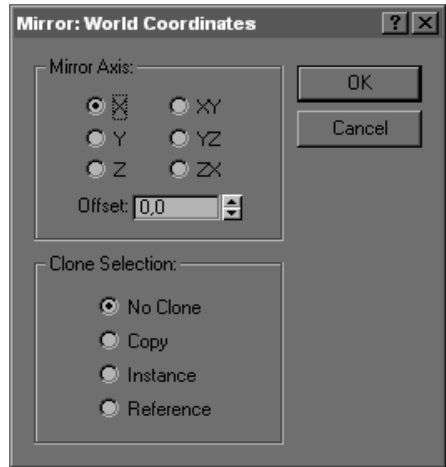 Mirror: World Coordinates ? ×
Mirror Axis:
OK
X XY
Cancel
Y YZ
Z ZX
Offset: 0,0
Clone Selection:
No Clone
Copy
Instance
Reference